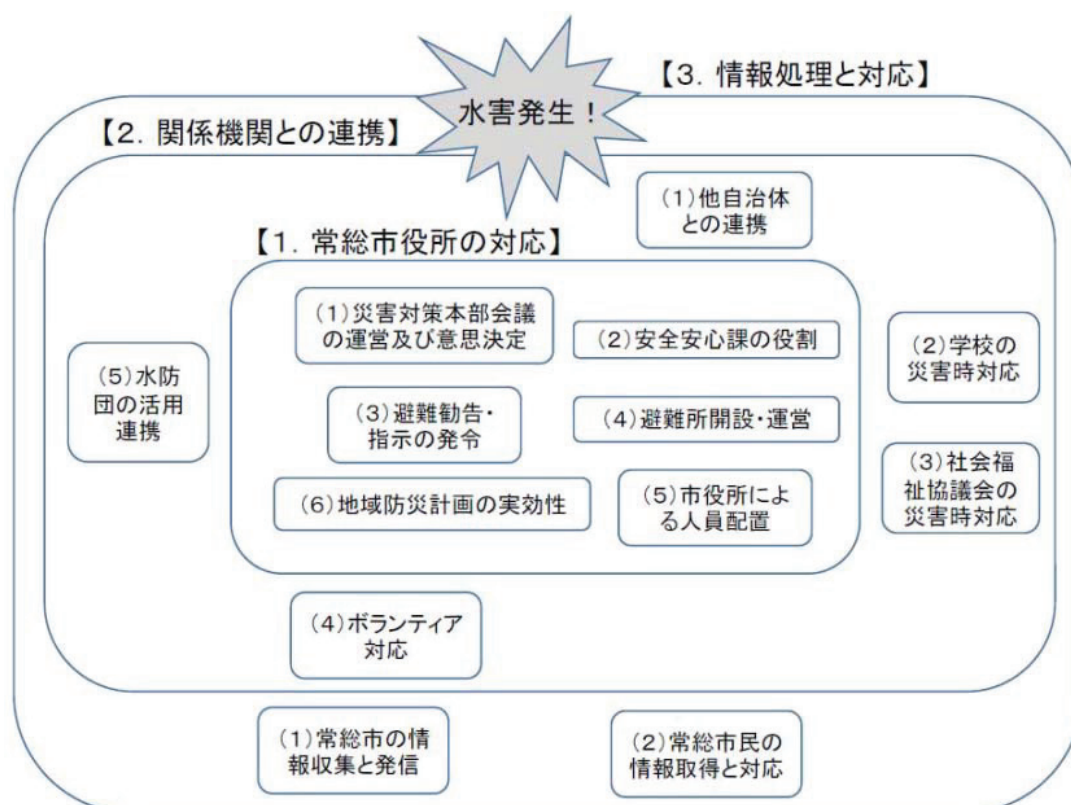 水害発生！
【３．情報処理と対応】
【２．関係機関との連携】
（１）他自治体
との連携
【１．常総市役所の対応】
（１）災害対策本部会議
の運営及び意思決定
（２）安全安心課の役割
（３）避難勧告・
指示の発令
（４）避難所開設・運営
（６）地域防災計画の実効性
（５）市役所によ
る人員配置
（２）学校の
災害時対応
（３）社会福
祉協議会の
災害時対応
（５）水防
団の活用
連携
（４）ボランティア
対応
（１）常総市の情
報収集と発信
（２）常総市民の
情報取得と対応